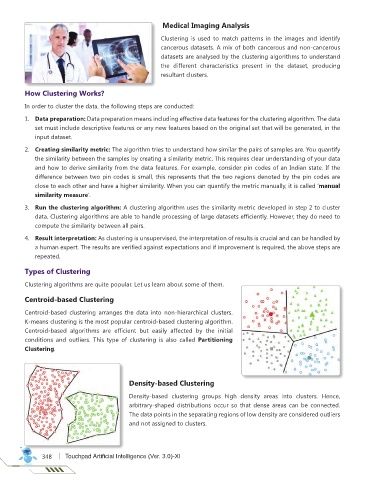 Medical Imaging Analysis
Clustering is used to match patterns in the images and identify
cancerous datasets. A mix of both cancerous and non-cancerous
datasets are analysed by the clustering algorithms to understand
the different characteristics present in the dataset, producing
resultant clusters.
How Clustering Works?
In order to cluster the data, the following steps are conducted:
1. Data preparation: Data preparation means including effective data features for the clustering algorithm. The data
set must include descriptive features or any new features based on the original set that will be generated, in the
input dataset.
2. Creating similarity metric: The algorithm tries to understand how similar the pairs of samples are. You quantify
the similarity between the samples by creating a similarity metric. This requires clear understanding of your data
and how to derive similarity from the data features. For example, consider pin codes of an Indian state. If the
difference between two pin codes is small, this represents that the two regions denoted by the pin codes are
close to each other and have a higher similarity. When you can quantify the metric manually, it is called 'manual
similarity measure'.
3. Run the clustering algorithm: A clustering algorithm uses the similarity metric developed in step 2 to cluster
data. Clustering algorithms are able to handle processing of large datasets efficiently. However, they do need to
compute the similarity between all pairs.
4. Result interpretation: As clustering is unsupervised, the interpretation of results is crucial and can be handled by
a human expert. The results are verified against expectations and if improvement is required, the above steps are
repeated.
Types of Clustering
Clustering algorithms are quite popular. Let us learn about some of them.
Centroid-based Clustering
Centroid-based clustering arranges the data into non-hierarchical clusters.
K-means clustering is the most popular centroid-based clustering algorithm.
Centroid-based algorithms are efficient but easily affected by the initial
conditions and outliers. This type of clustering is also called Partitioning
Clustering.
Density-based Clustering
Density-based clustering groups high density areas into clusters. Hence,
arbitrary-shaped distributions occur so that dense areas can be connected.
The data points in the separating regions of low density are considered outliers
and not assigned to clusters.
348 | Touchpad Artificial Intelligence (Ver. 3.0)-XI